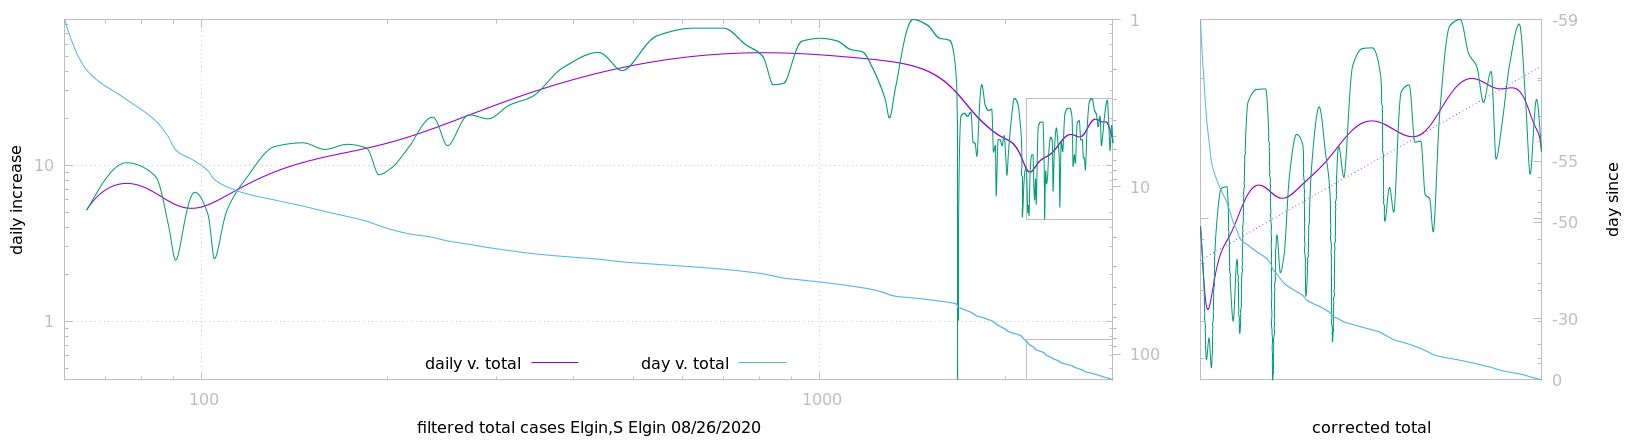 1
-59
daily increase
10
10
-55
-50
day since
1
-30
daily v. total
day v. total
100
0
100
1000
filtered total cases Elgin,S Elgin 08/26/2020
corrected total